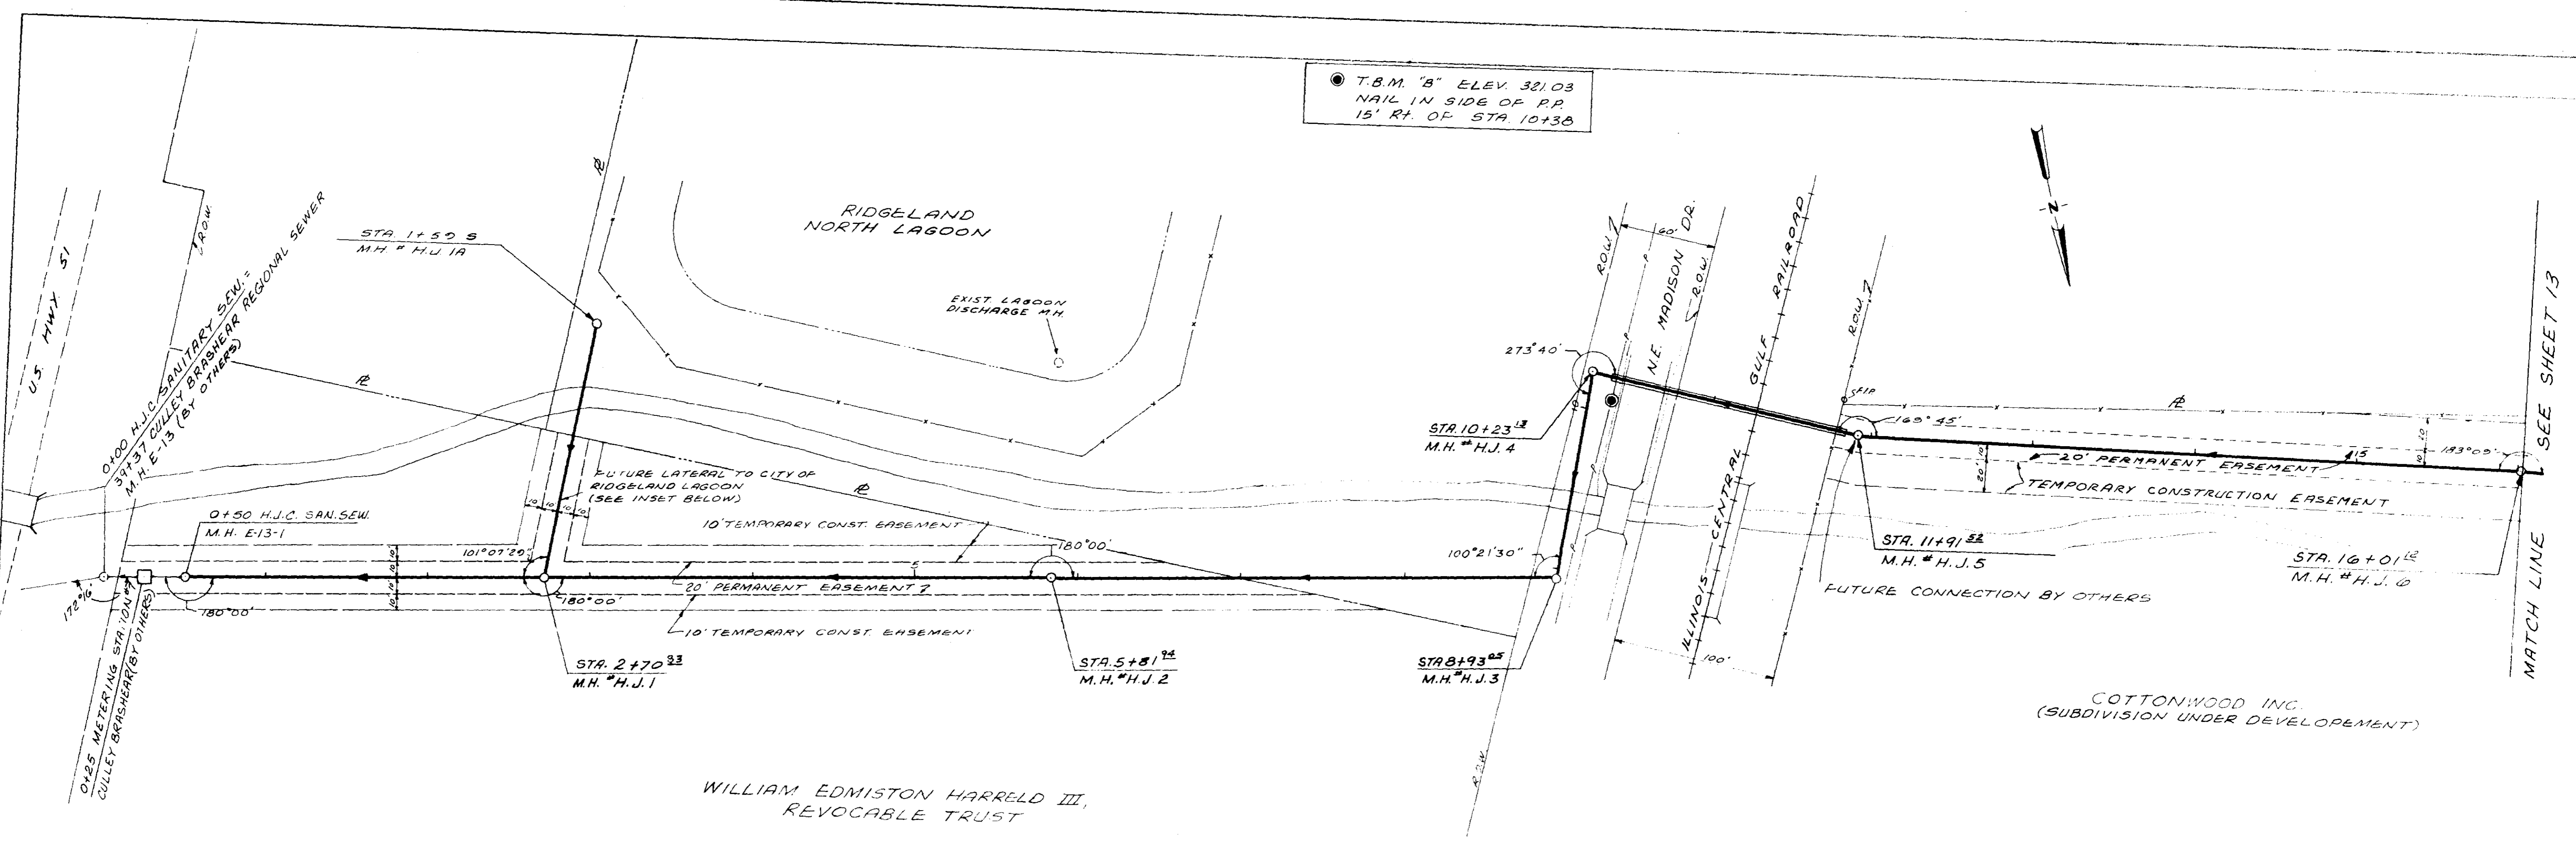 T.B.M. "B" ELEV. 321.03
NAIL IN SIDE OF P.P.
15' Rt. OF STA. 10+38
U.S. HWY. 51
R.O.W.
0+00 H.J.C. SANITARY SEW. =
39+37 CULLEY BRASHEAR REGIONAL SEWER
M.H. E-13 (BY OTHERS)
STA. 1+50 S
M.H. # H.J. 1A
RIDGELAND
NORTH LAGOON
EXIST. LAGOON
DISCHARGE M.H.
FUTURE LATERAL TO CITY OF
RIDGELAND LAGOON
(SEE INSET BELOW)
0+50 H.J.C. SAN. SEW.
M.H. E-13-1
172°16'
180°00'
0+25 METERING STATION #7
CULLEY BRASHEAR (BY OTHERS)
101°07'29"
180°00'
10' TEMPORARY CONST. EASEMENT
20' PERMANENT EASEMENT
10' TEMPORARY CONST. EASEMENT
5
180°00'
STA. 2+70 33
M.H. # H.J. 1
STA. 5+81 94
M.H. # H.J. 2
STA 8+93 05
M.H. # H.J. 3
100°21'30"
273°40'
STA. 10+23 13
M.H. # H.J. 4
R.O.W.
60'
N.E. MADISON DR.
R.O.W.
ILLINOIS CENTRAL GULF RAILROAD
100'
R.O.W.
FIP
169°45'
STA. 11+91 52
M.H. # H.J. 5
FUTURE CONNECTION BY OTHERS
20' PERMANENT EASEMENT
15
20'
TEMPORARY CONSTRUCTION EASEMENT
183°09'
STA. 16+01
M.H. # H.J. 6
N
MATCH LINE SEE SHEET 13
COTTONWOOD INC.
(SUBDIVISION UNDER DEVELOPEMENT)
R.O.W.
WILLIAM EDMISTON HARRELD III,
REVOCABLE TRUST